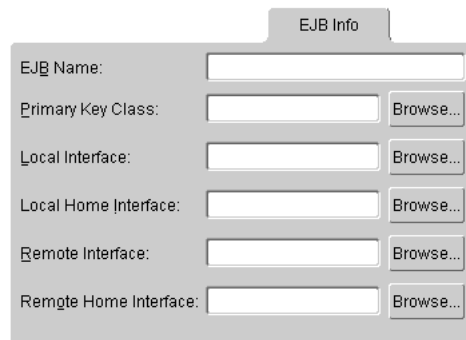 EJB Info
EJB Name:
Primary Key Class: Browse...
Local Interface: Browse...
Local Home Interface: Browse...
Remote Interface: Browse...
Remote Home Interface: Browse...